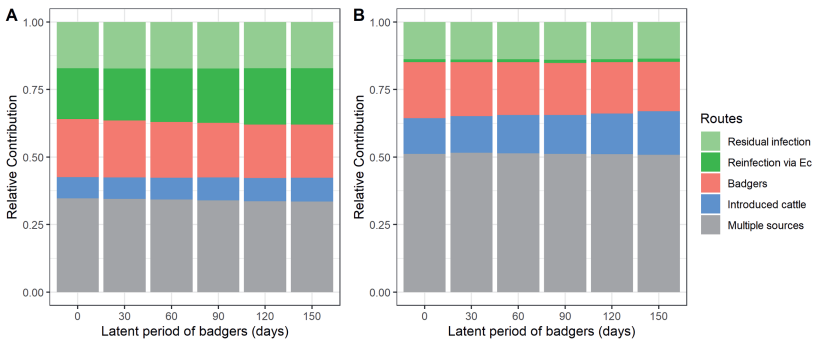 A
B
1.00
0.75
0.50
0.25
0.00
Relative Contribution
0 30 60 90 120 150
Latent period of badgers (days)
1.00
0.75
0.50
0.25
0.00
Relative Contribution
0 30 60 90 120 150
Latent period of badgers (days)
Routes
Residual infection
Reinfection via Ec
Badgers
Introduced cattle
Multiple sources